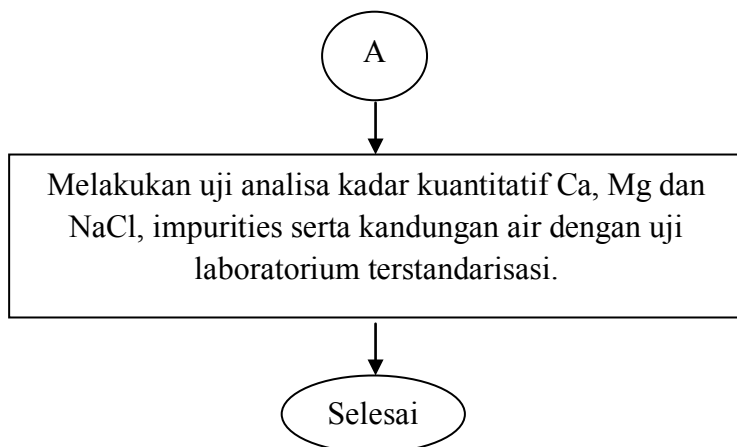 A
Melakukan uji analisa kadar kuantitatif Ca, Mg dan
NaCl, impurities serta kandungan air dengan uji
laboratorium terstandarisasi.
Selesai